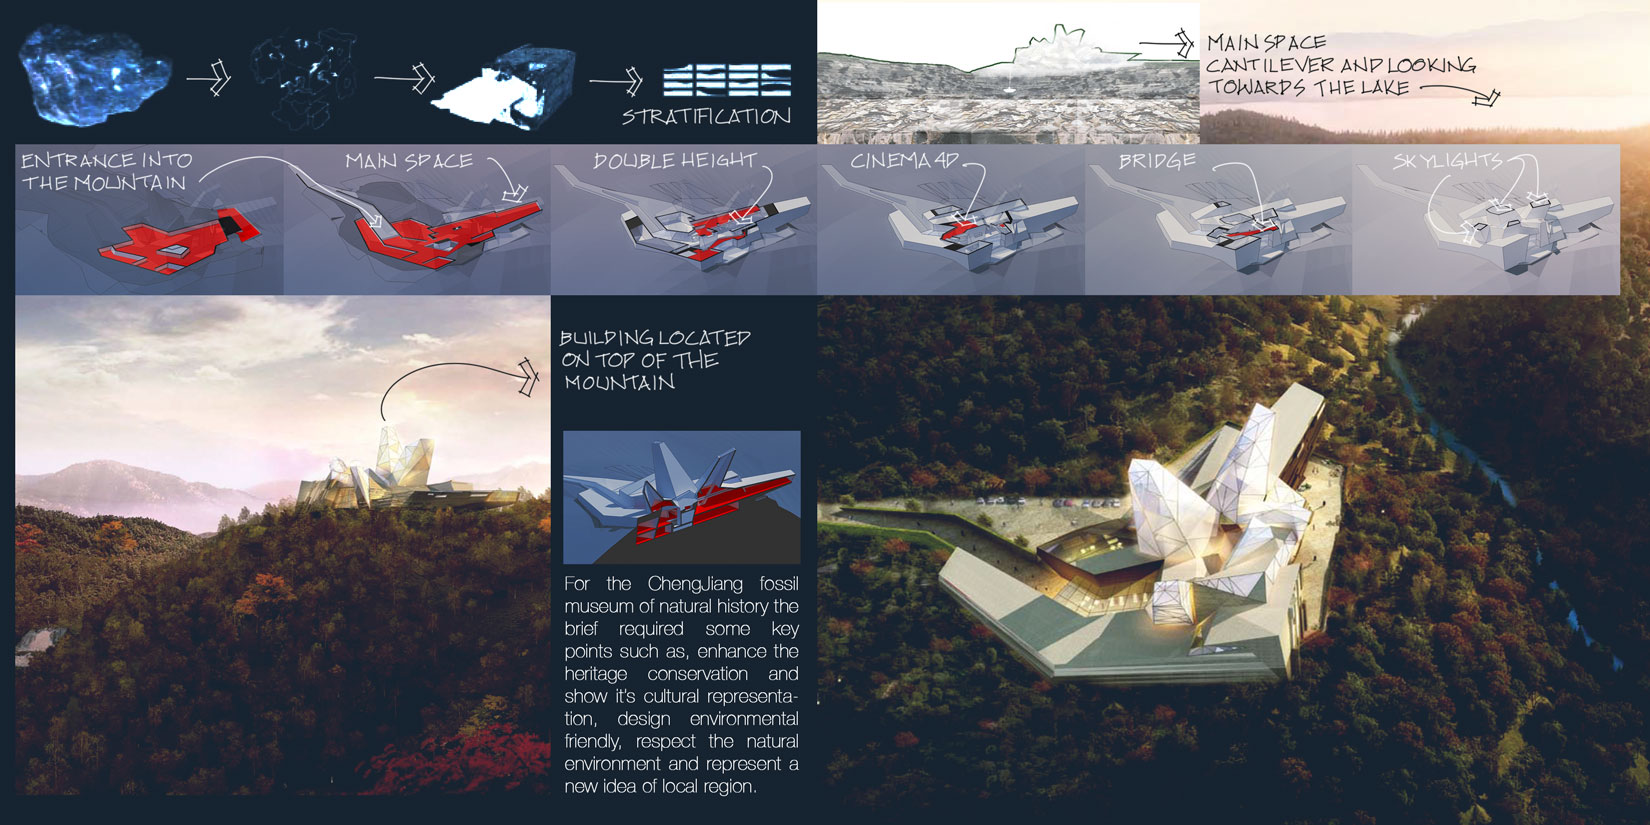 STRATIFICATION
MAIN SPACE
CANTILEVER AND LOOKING
TOWARDS THE LAKE
ENTRANCE INTO
THE MOUNTAIN
MAIN SPACE
DOUBLE HEIGHT
CINEMA 4D
BRIDGE
SKYLIGHTS
BUILDING LOCATED
ON TOP OF THE
MOUNTAIN
For the ChengJiang fossil
museum of natural history the
brief required some key
points such as, enhance the
heritage conservation and
show it's cultural representa-
tion, design environmental
friendly, respect the natural
environment and represent a
new idea of local region.